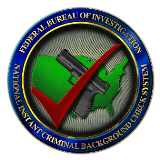 FEDERAL BUREAU OF INVESTIGATION
NATIONAL INSTANT CRIMINAL BACKGROUND CHECK SYSTEM